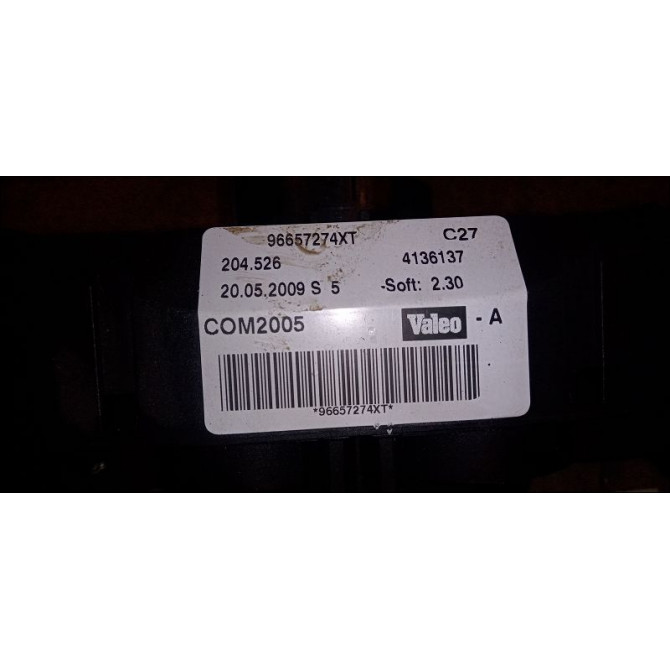 96657274XT C27
204.526 4136137
20.05.2009 S 5 -Soft: 2.30
COM2005 Valeo - A
*96657274XT*